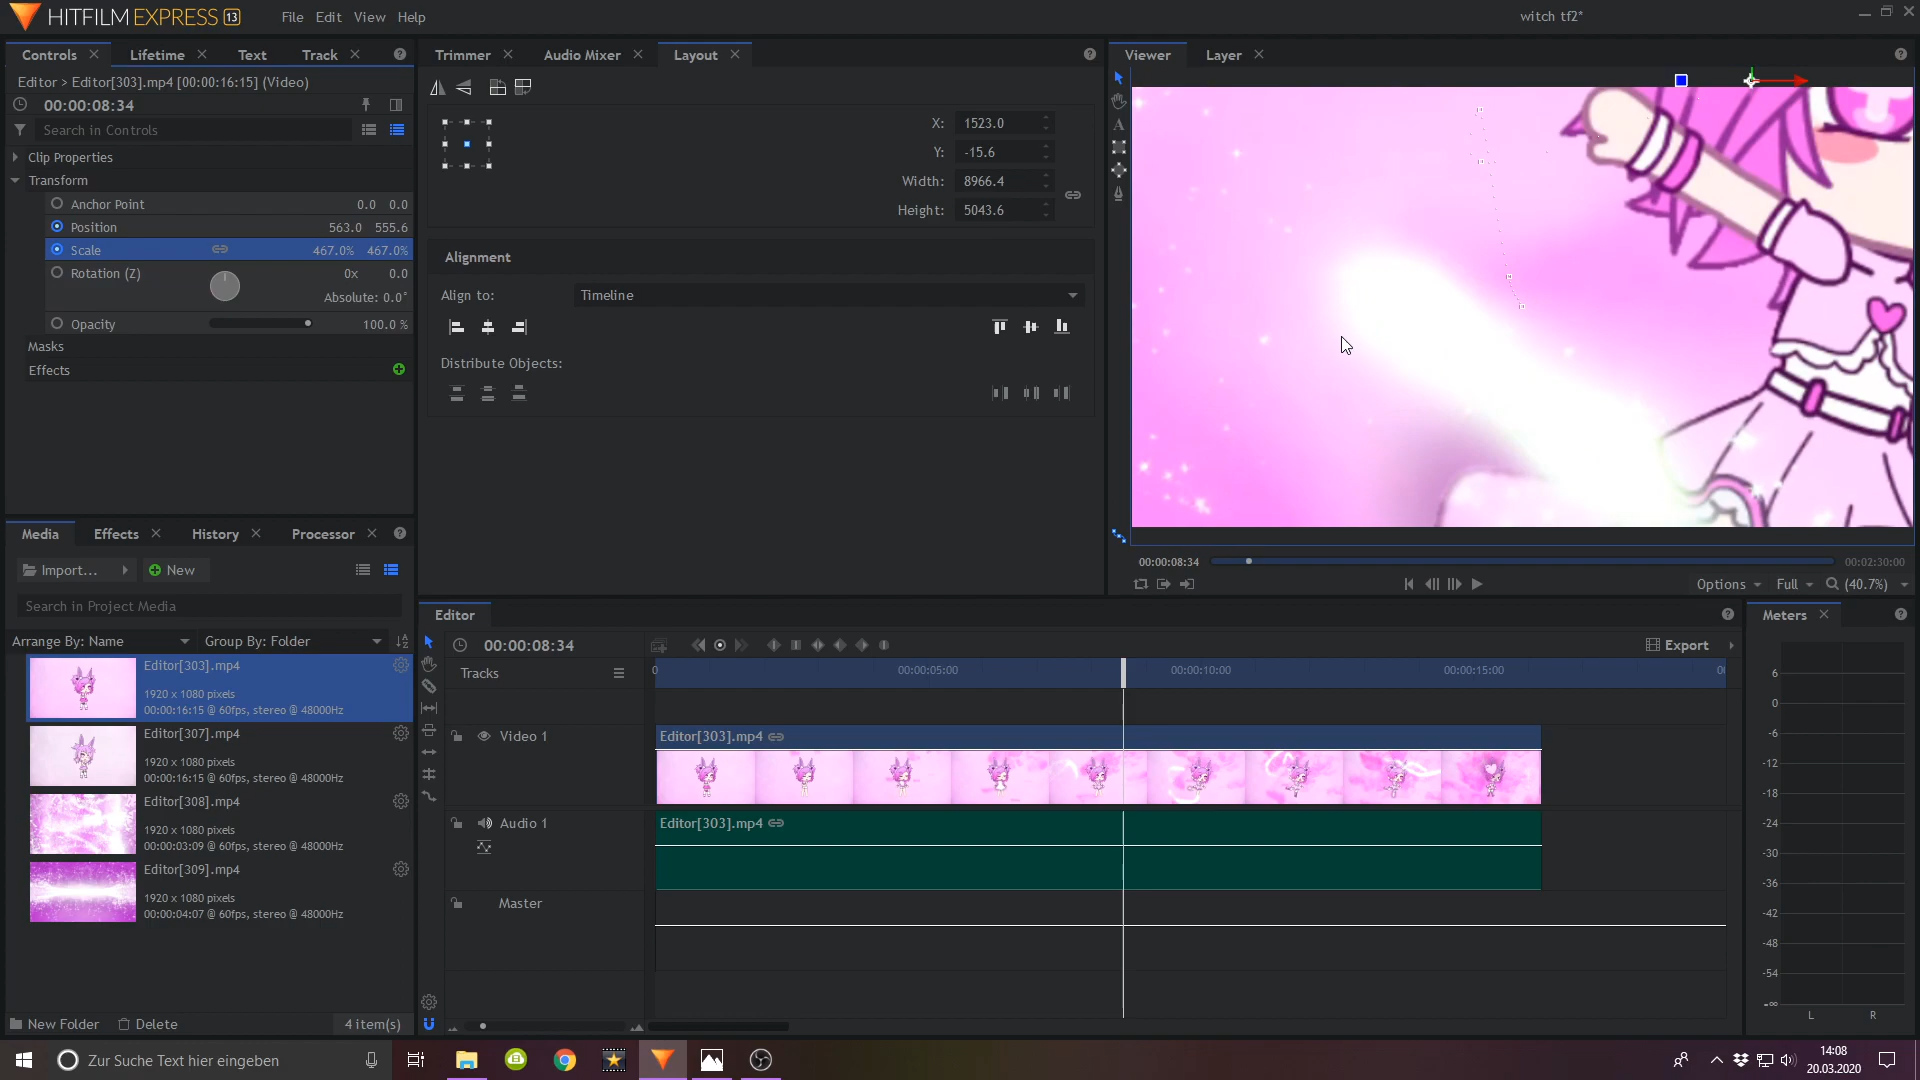 HITFILM EXPRESS 13
File Edit View Help
witch tf2*
Controls Lifetime Text Track
Trimmer Audio Mixer Layout
Viewer Layer
Editor > Editor[303].mp4 [00:00:16:15] (Video)
00:00:08:34
Search in Controls
Clip Properties
Transform
Anchor Point 0.0 0.0
Position 563.0 555.6
Scale 467.0% 467.0%
Rotation (Z) 0x 0.0
Absolute: 0.0°
Opacity 100.0 %
Masks
Effects
X: 1523.0
Y: -15.6
Width: 8966.4
Height: 5043.6
Alignment
Align to: Timeline
Distribute Objects:
00:00:08:34 00:02:30:00
Options Full (40.7%)
Media Effects History Processor
Import... New
Search in Project Media
Arrange By: Name Group By: Folder
Editor[303].mp4
1920 x 1080 pixels
00:00:16:15 @ 60fps, stereo @ 48000Hz
Editor[307].mp4
1920 x 1080 pixels
00:00:16:15 @ 60fps, stereo @ 48000Hz
Editor[308].mp4
1920 x 1080 pixels
00:00:03:09 @ 60fps, stereo @ 48000Hz
Editor[309].mp4
1920 x 1080 pixels
00:00:04:07 @ 60fps, stereo @ 48000Hz
New Folder Delete 4 item(s)
Editor
00:00:08:34 Export
Tracks 0 00:00:05:00 00:00:10:00 00:00:15:00
Video 1 Editor[303].mp4
Audio 1 Editor[303].mp4
Master
Meters
6
0
-6
-12
-18
-24
-30
-36
-42
-48
-54
-∞
L R
Zur Suche Text hier eingeben
14:08
20.03.2020